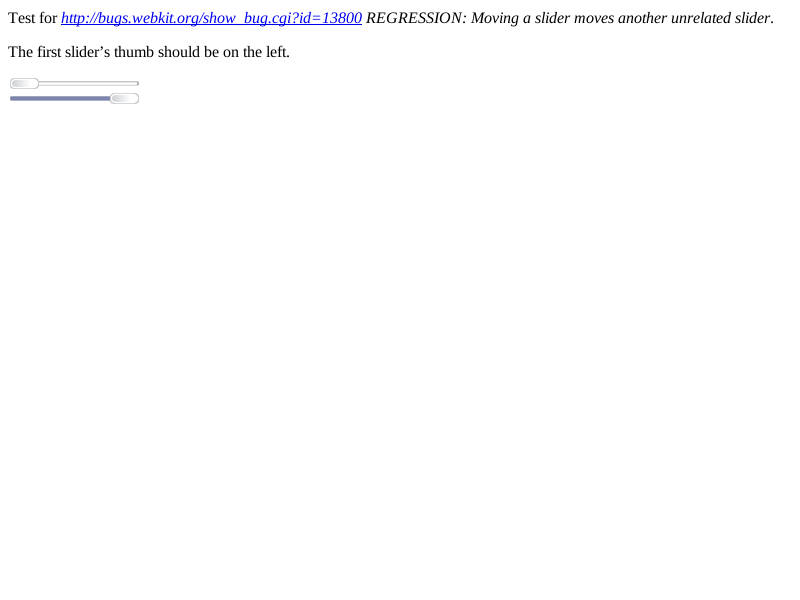 Test for http://bugs.webkit.org/show_bug.cgi?id=13800 REGRESSION: Moving a slider moves another unrelated slider.
The first slider’s thumb should be on the left.